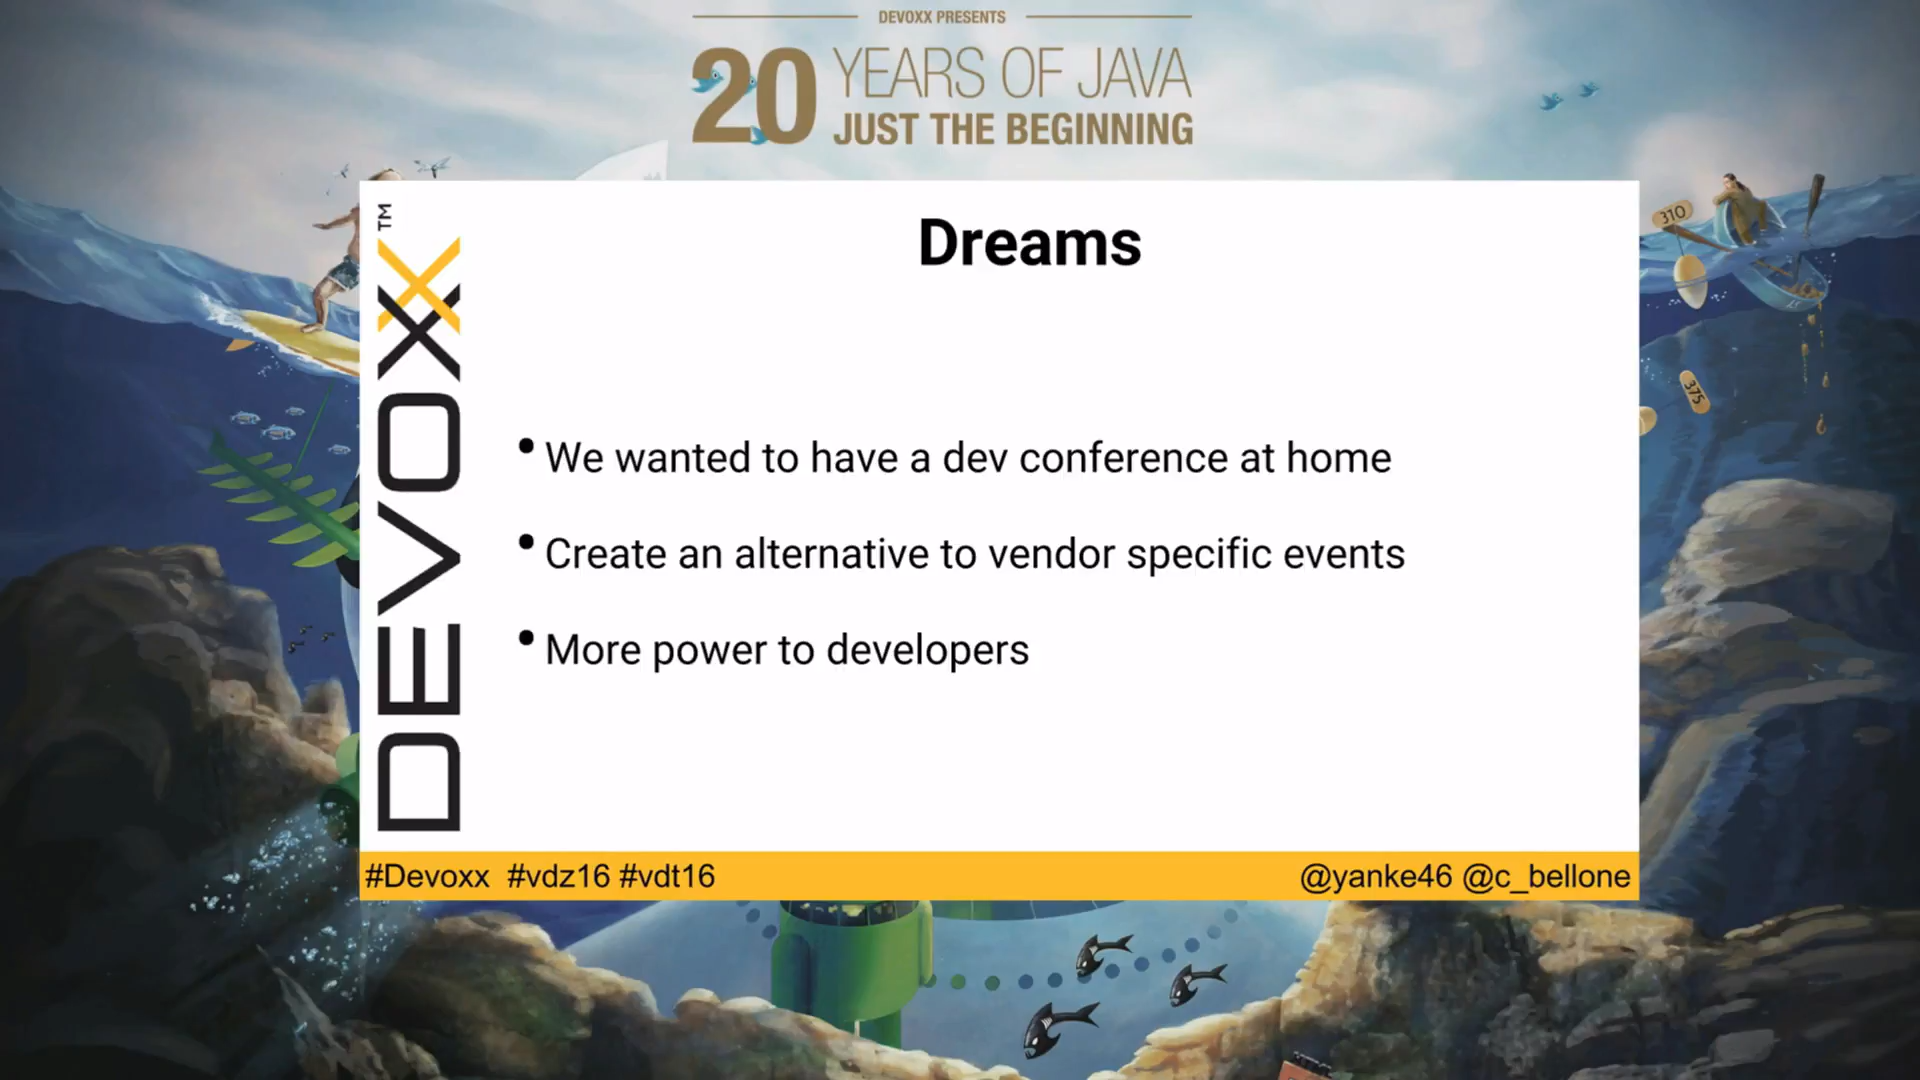 DEVOXX PRESENTS
20 YEARS OF JAVA
JUST THE BEGINNING
DEVOXX™
Dreams
• We wanted to have a dev conference at home
• Create an alternative to vendor specific events
• More power to developers
#Devoxx #vdz16 #vdt16
@yanke46 @c_bellone
310
375